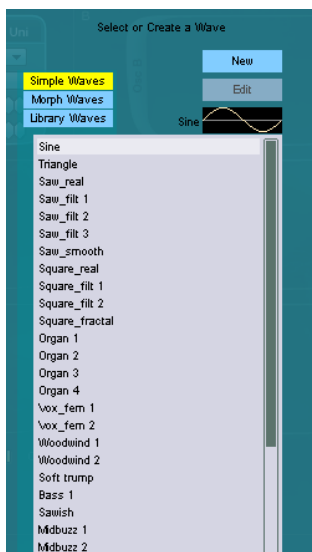 Uni
Select or Create a Wave
New
Simple Waves
Edit
Morph Waves
Library Waves
Sine
Sine
Triangle
Saw_real
Saw_filt 1
Saw_filt 2
Saw_filt 3
Saw_smooth
Square_real
Square_filt 1
Square_filt 2
Square_fractal
Organ 1
Organ 2
Organ 3
Organ 4
Vox_fem 1
Vox_fem 2
Woodwind 1
Woodwind 2
Soft trump
Bass 1
Sawish
Midbuzz 1
Midbuzz 2